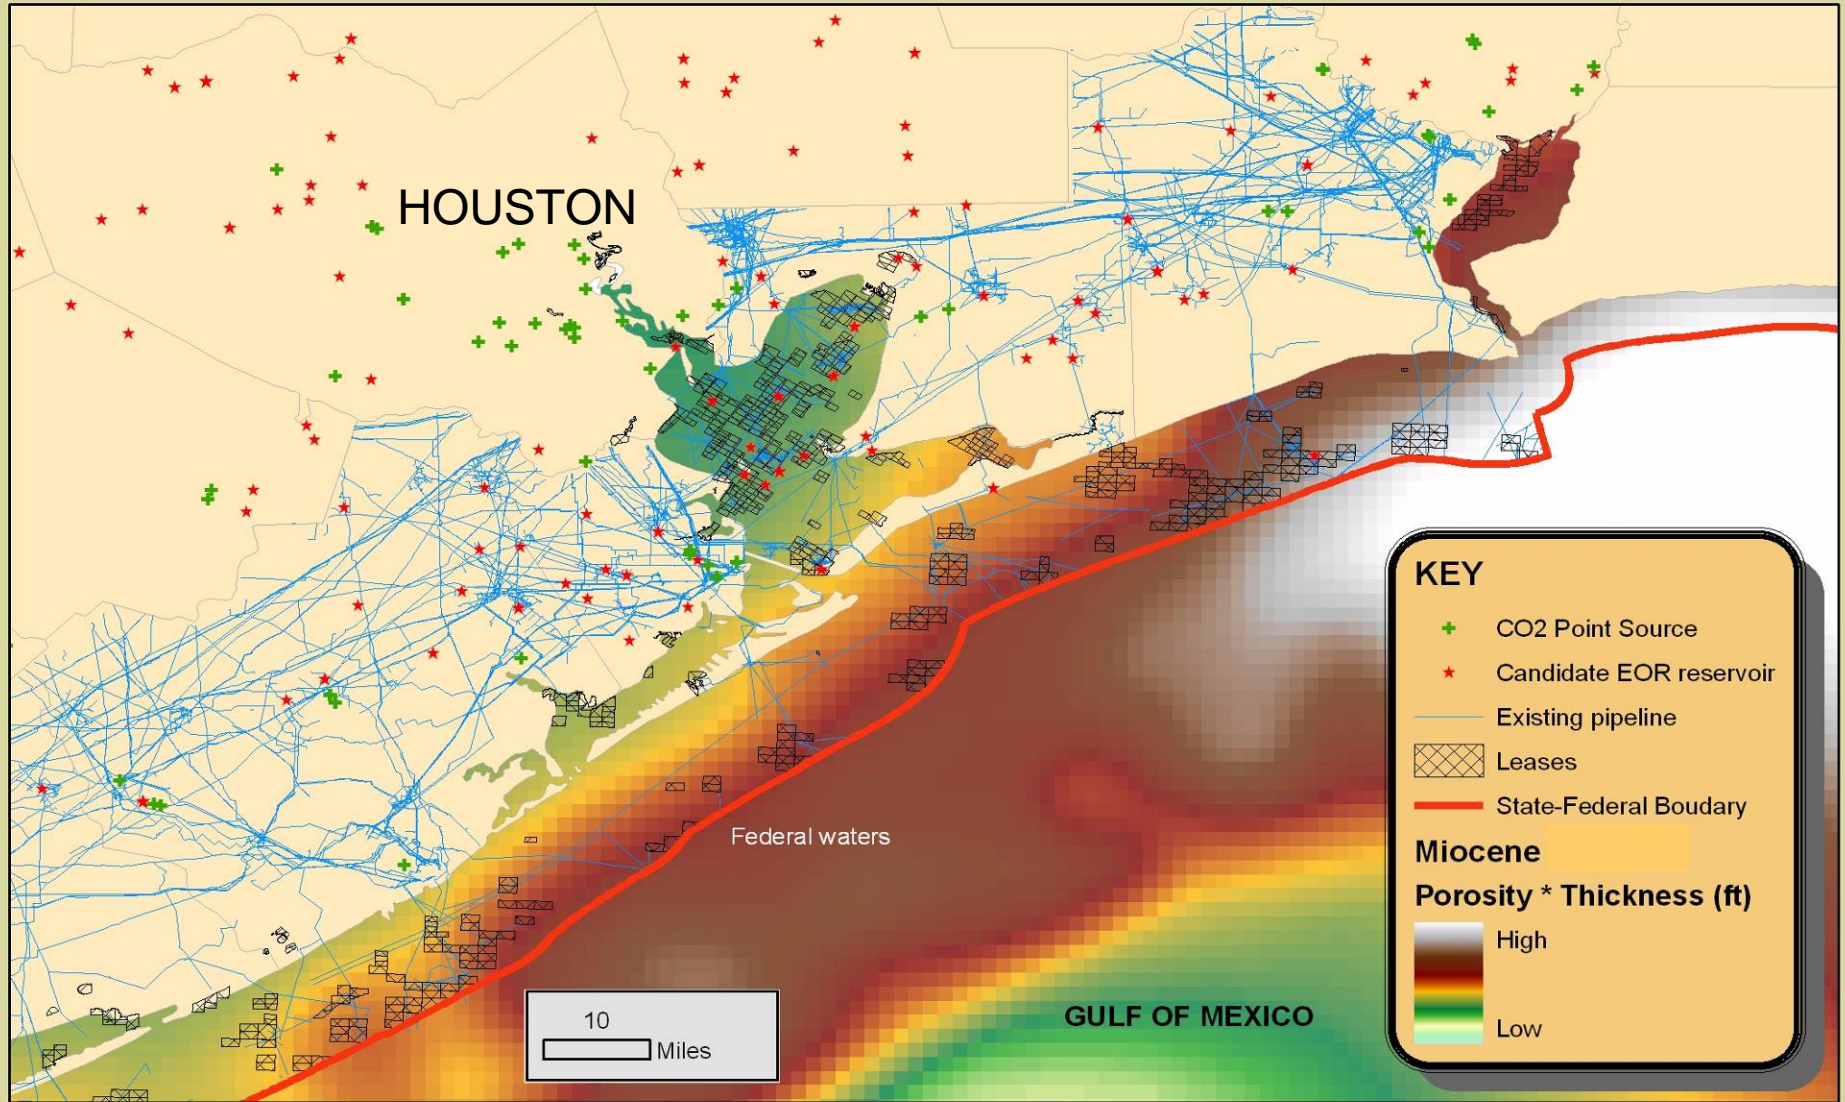 HOUSTON
Federal waters
GULF OF MEXICO
10
Miles
KEY
CO2 Point Source
Candidate EOR reservoir
Existing pipeline
Leases
State-Federal Boudary
Miocene
Porosity * Thickness (ft)
High
Low